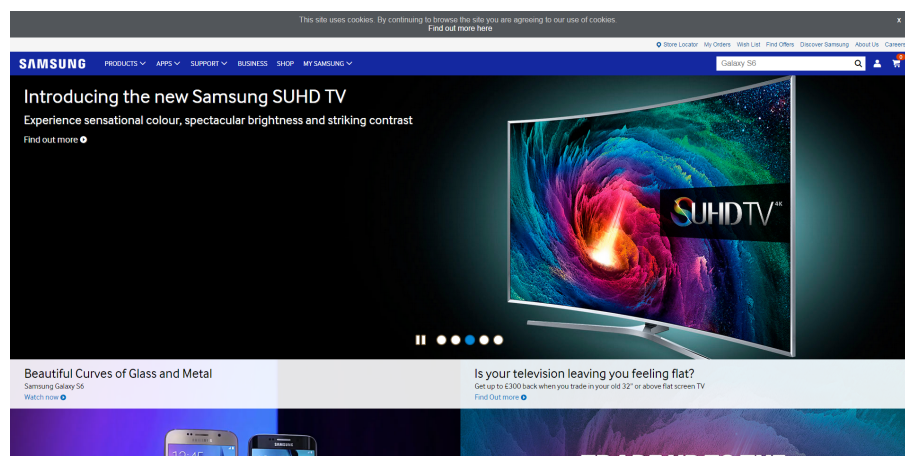 This site uses cookies. By continuing to browse the site you are agreeing to our use of cookies.
Find out more here
x
Store Locator My Orders Wish List Find Offers Discover Samsung About Us Careers
SAMSUNG PRODUCTS APPS SUPPORT BUSINESS SHOP MY SAMSUNG Galaxy S6 0
Introducing the new Samsung SUHD TV
Experience sensational colour, spectacular brightness and striking contrast
Find out more
SUHDTV 4K
Beautiful Curves of Glass and Metal
Samsung Galaxy S6
Watch now
Is your television leaving you feeling flat?
Get up to £300 back when you trade in your old 32" or above flat screen TV
Find Out more
SAMSUNG
12:45